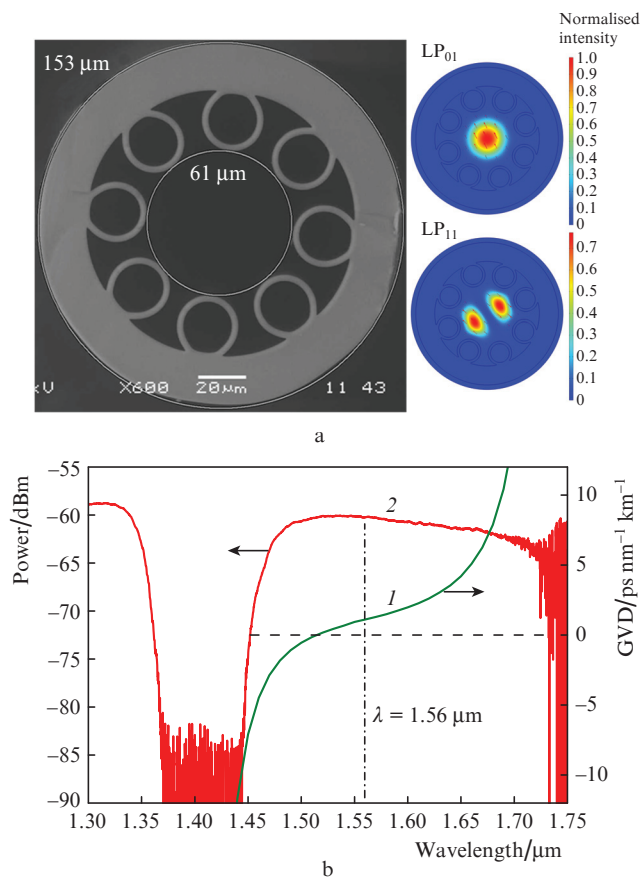 Normalised
intensity
153 μm
LP01
1.0
0.9
0.8
0.7
0.6
0.5
0.4
0.3
0.2
0.1
0
61 μm
LP11
0.7
0.6
0.5
0.4
0.3
0.2
0.1
0
kV X600 20μm 11 43
a
Power/dBm
−55
−60
−65
−70
−75
−80
−85
−90
2
1
λ = 1.56 μm
10
5
0
−5
−10
GVD/ps nm−1 km−1
1.30 1.35 1.40 1.45 1.50 1.55 1.60 1.65 1.70 1.75
Wavelength/μm
b